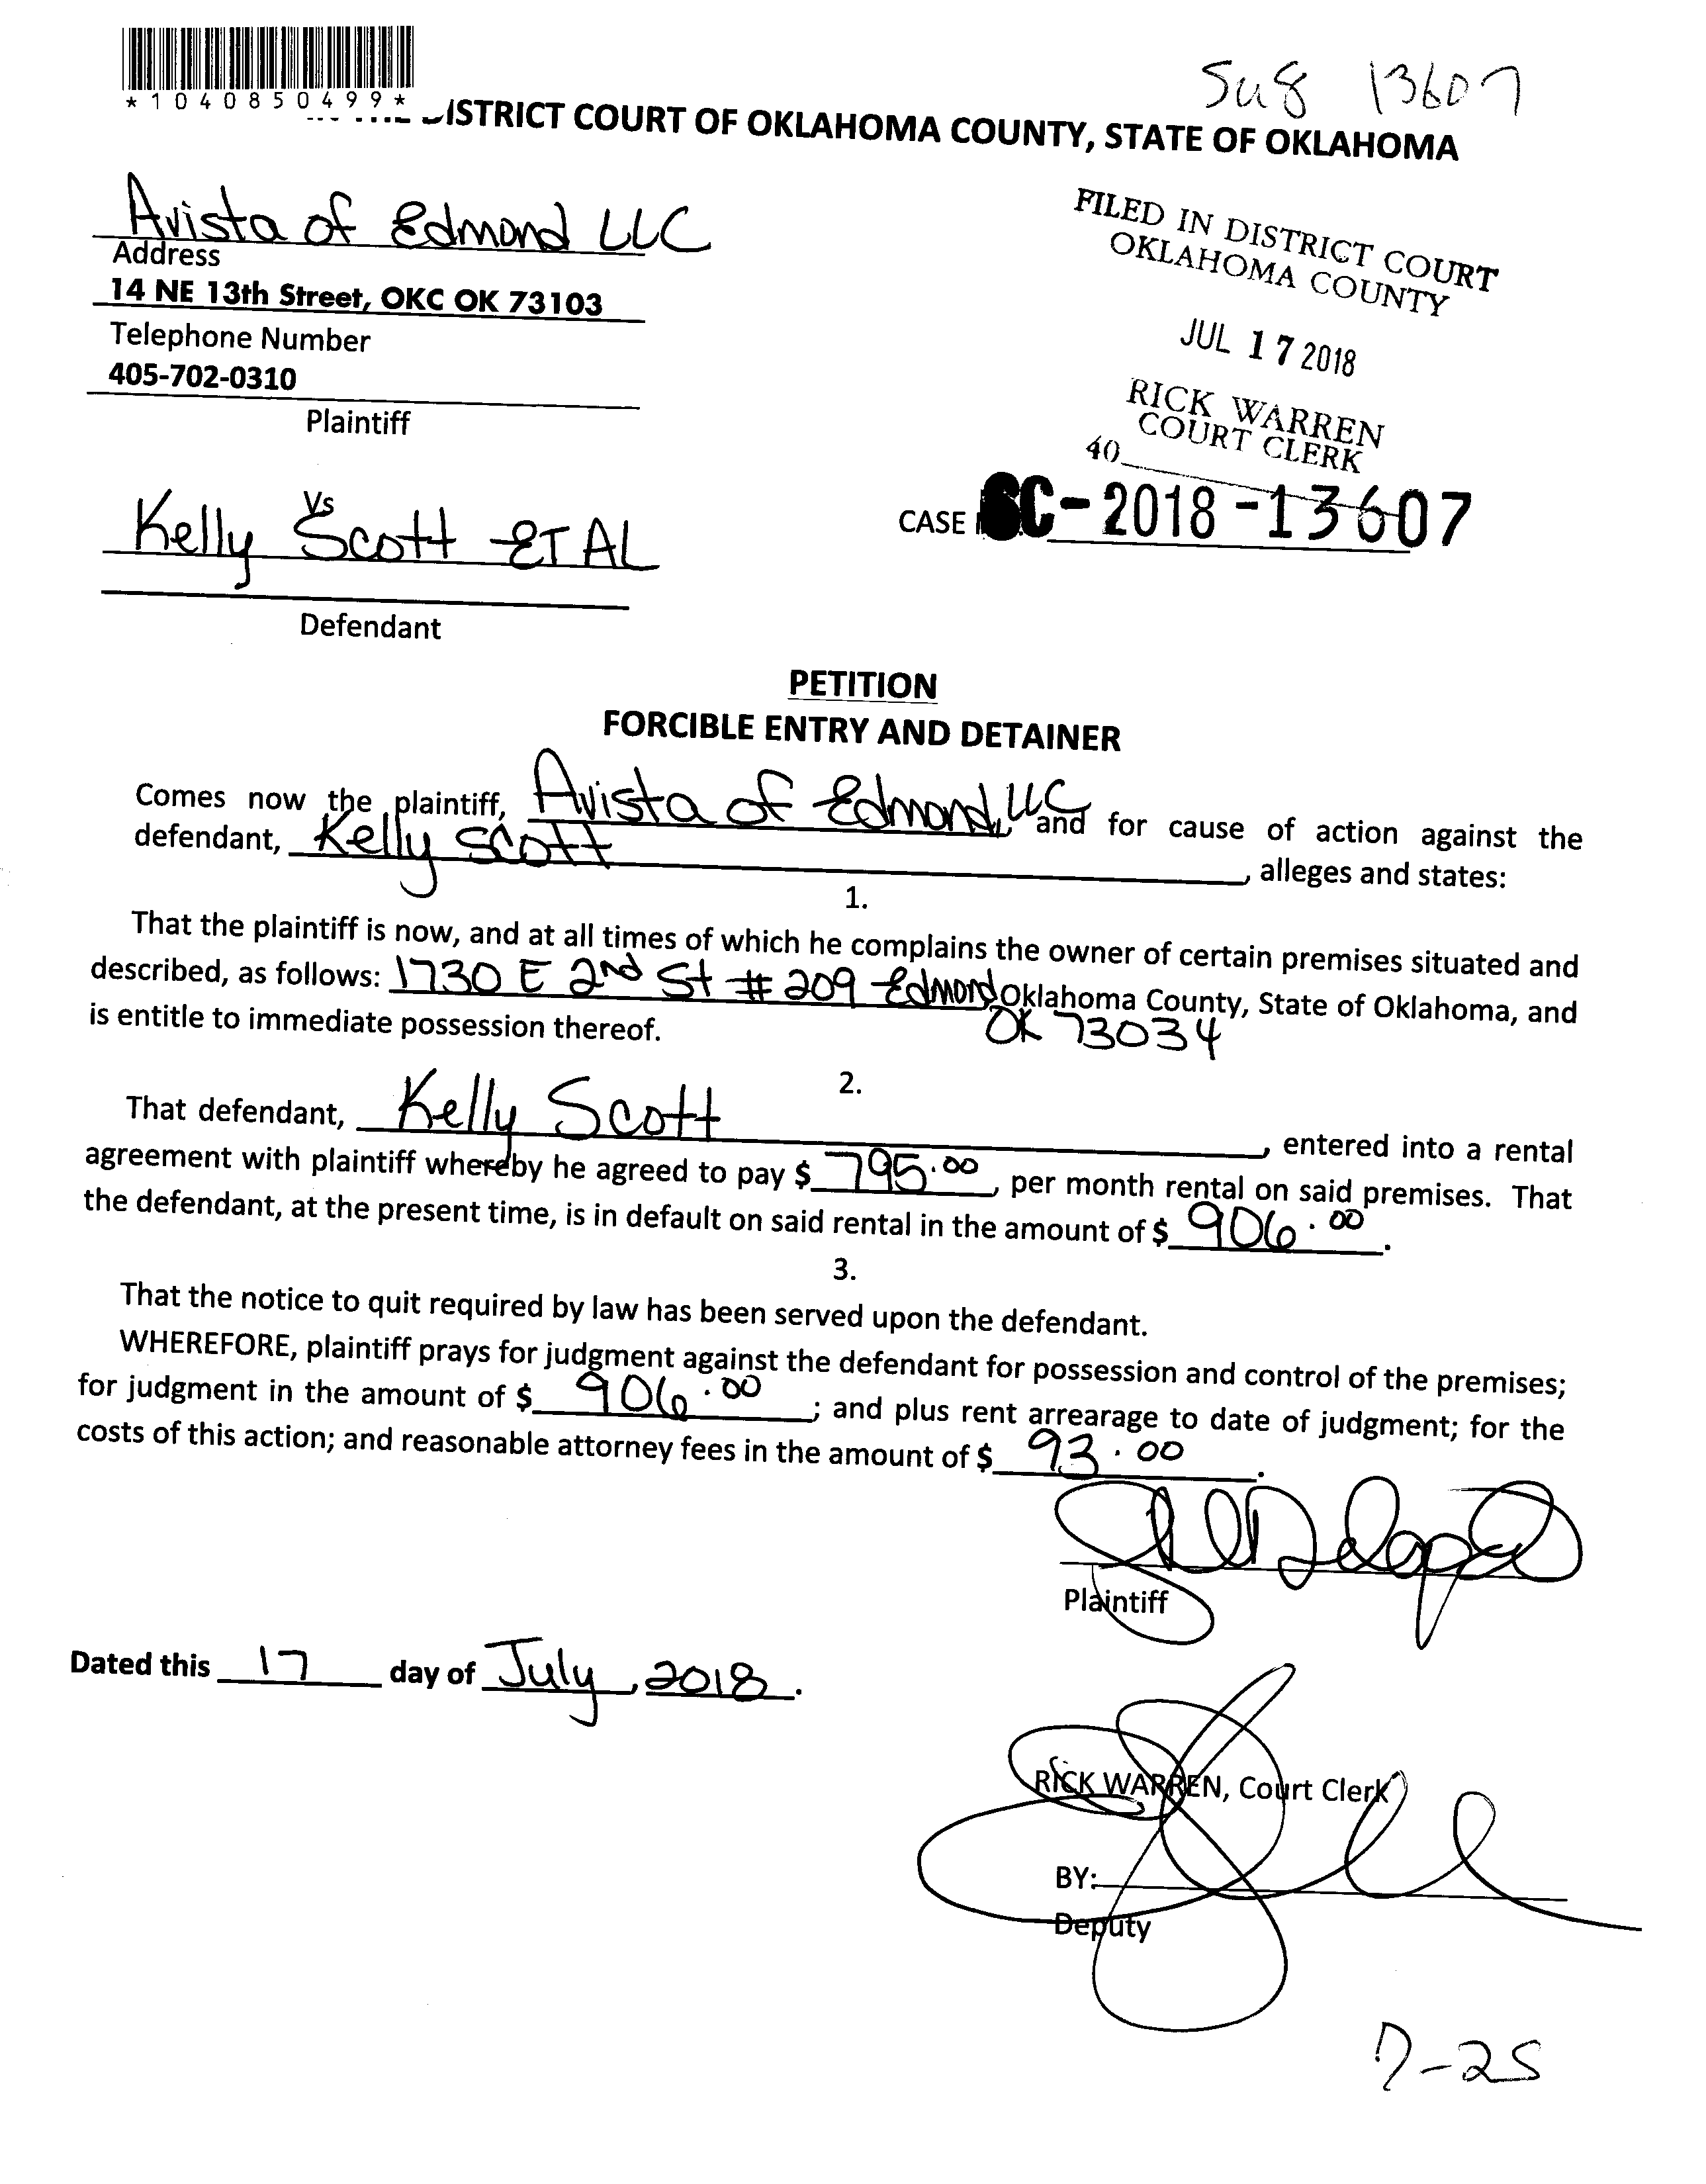 Sug 13607
*1040850499*
DISTRICT COURT OF OKLAHOMA COUNTY, STATE OF OKLAHOMA
Avista of Edmond LLC
Address
14 NE 13th Street, OKC OK 73103
Telephone Number
405-702-0310
Plaintiff
FILED IN DISTRICT COURT
OKLAHOMA COUNTY
JUL 17 2018
RICK WARREN
COURT CLERK
40
Vs
Kelly Scott ET AL
CASE SC-2018-13607
Defendant
PETITION
FORCIBLE ENTRY AND DETAINER
Comes now the plaintiff, Avista of Edmond, LLC and for cause of action against the
defendant, Kelly Scott, alleges and states:
1.
That the plaintiff is now, and at all times of which he complains the owner of certain premises situated and
described, as follows: 1730 E 2nd St # 209 Edmond Oklahoma County, State of Oklahoma, and
OK 73034
is entitle to immediate possession thereof.
2.
That defendant, Kelly Scott, entered into a rental
agreement with plaintiff whereby he agreed to pay $ 795.00, per month rental on said premises. That
the defendant, at the present time, is in default on said rental in the amount of $ 906.00.
3.
That the notice to quit required by law has been served upon the defendant.
WHEREFORE, plaintiff prays for judgment against the defendant for possession and control of the premises;
for judgment in the amount of $ 906.00; and plus rent arrearage to date of judgment; for the
costs of this action; and reasonable attorney fees in the amount of $ 93.00.
Plaintiff
Dated this 17 day of July, 2018.
RICK WARREN, Court Clerk
BY:
Deputy
7-25